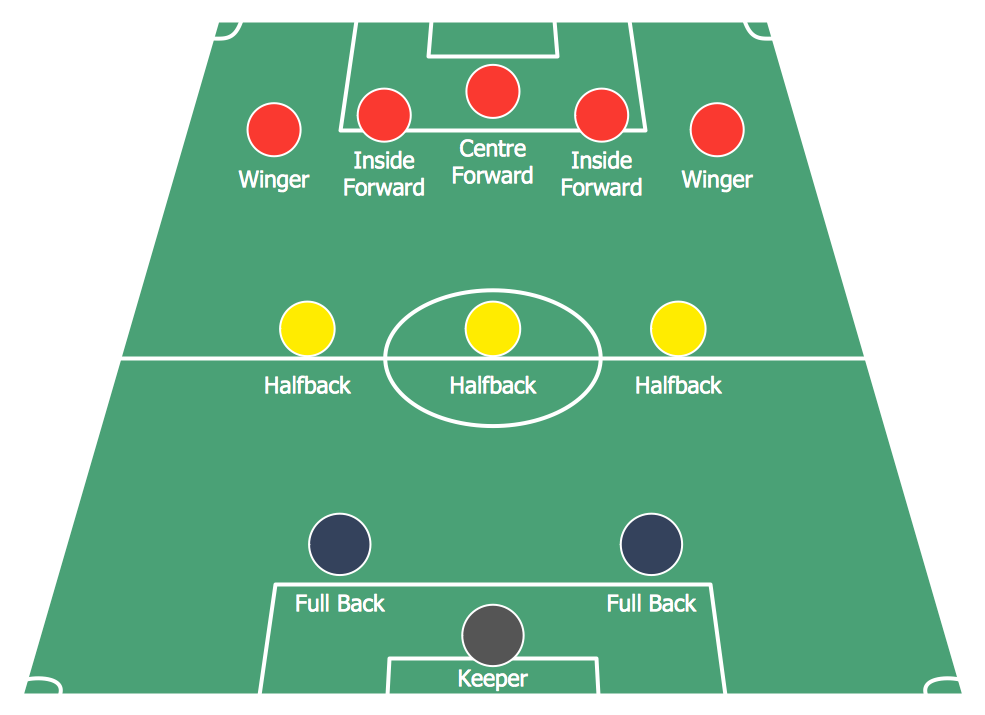 Winger
Inside
Forward
Centre
Forward
Inside
Forward
Winger
Halfback
Halfback
Halfback
Full Back
Full Back
Keeper